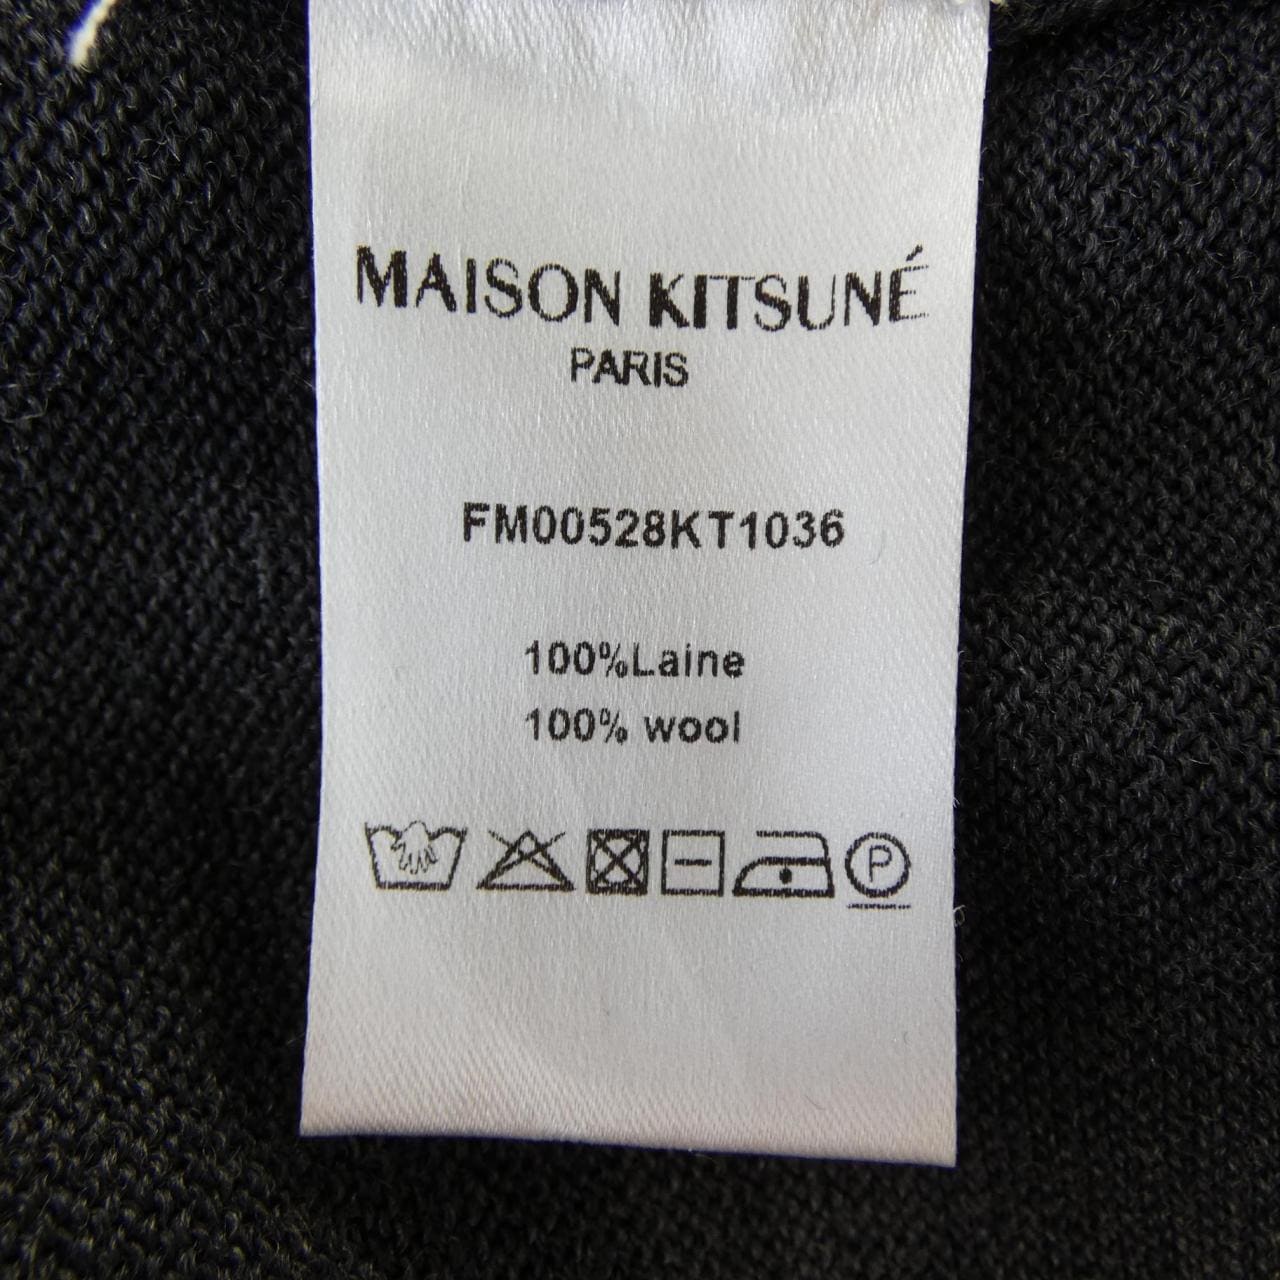 MAISON KITSUNÉ
PARIS
FM00528KT1036
100%Laine
100% wool
P